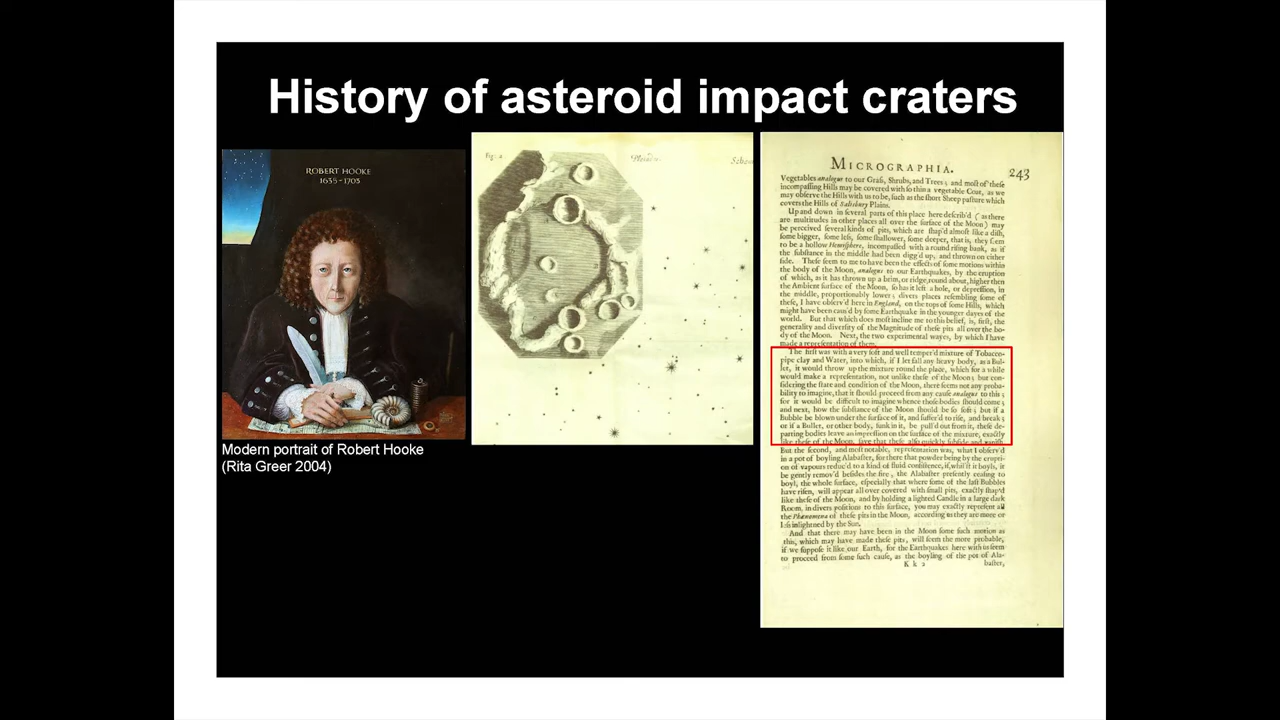 History of asteroid impact craters
ROBERT HOOKE
1635-1703
Modern portrait of Robert Hooke
(Rita Greer 2004)
Fig: 2
Pleiades.
MICROGRAPHIA. 243
Vegetables analogue to our Grass, Shrubs, and Trees; and most of these
incompassing Hills may be covered with so thin a vegetable Coat, as we
may observe the Hills with us to be, such as the short Sheep pasture which
covers the Hills of Salisbury Plains.
Up and down in several parts of this place here describ'd (as there
are multitudes in other places all over the surface of the Moon) may
be perceived several kinds of pits, which are shap'd almost like a dish,
some bigger, some less, some shallower, some deeper, that is, they seem
to be a hollow Hemisphere, incompassed with a round rising bank, as if
the substance in the middle had been digg'd up, and thrown on either
side. These seem to me to have been the effects of some motions within
the body of the Moon, analogus to our Earthquakes, by the eruption
of which, as it has thrown up a brim, or ridge, round about, higher then
the Ambient surface of the Moon, so has it left a hole, or depression, in
the middle, proportionably lower; divers places resembling some of
these, I have observ'd here in England, on the tops of some Hills, which
might have been caus'd by some Earthquake in the younger dayes of the
world. But that which does most incline me to this belief, is, first, the
generality and diversity of the Magnitude of these pits all over the bo-
dy of the Moon. Next, the two experimental wayes, by which I have
made a representation of them.
The first was with a very soft and well temper'd mixture of Tobacco-
pipe clay and Water, into which, if I let fall any heavy body, as a Bul-
let, it would throw up the mixture round the place, which for a while
would make a representation, not unlike these of the Moon; but con-
sidering the state and condition of the Moon, there seems not any proba-
bility to imagine, that it should proceed from any cause analogus to this;
for it would be difficult to imagine whence those bodies should come;
and next, how the substance of the Moon should be so soft; but if a
Bubble be blown under the surface of it, and suffer'd to rise, and break;
or if a Bullet, or other body, sunk in it, be pull'd out from it, these de-
parting bodies leave an impression on the surface of the mixture, exactly
like these of the Moon, save that these also quickly subside and vanish.
But the second, and most notable, representation was, what I observ'd
in a pot of boyling Alabaster, for there that powder being by the erupti-
on of vapours reduc'd to a kind of fluid consistence, if, whil'st it boyls, it
be gently remov'd besides the fire, the Alabaster presently ceasing to
boyl, the whole surface, especially that where some of the last Bubbles
have risen, will appear all over covered with small pits, exactly shap'd
like these of the Moon, and by holding a lighted Candle in a large dark
Room, in divers positions to this surface, you may exactly represent all
the Phænomena of these pits in the Moon, according as they are more or
less inlightned by the Sun.
And that there may have been in the Moon some such motion as
this, which may have made these pits, will seem the more probable,
if we suppose it like our Earth, for the Earthquakes here with us seem
to proceed from some such cause, as the boyling of the pot of Ala-
K k 2 baster,